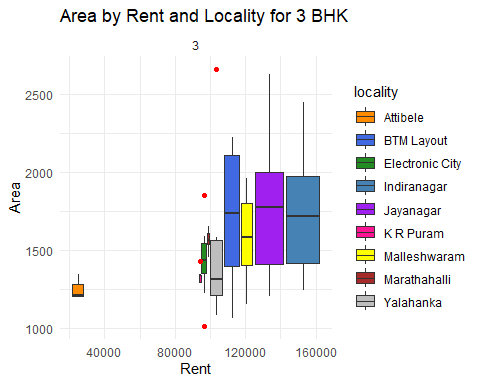 Area by Rent and Locality for 3 BHK
3
2500
2000
1500
1000
Area
40000 80000 120000 160000
Rent
locality
Attibele
BTM Layout
Electronic City
Indiranagar
Jayanagar
K R Puram
Malleshwaram
Marathahalli
Yalahanka